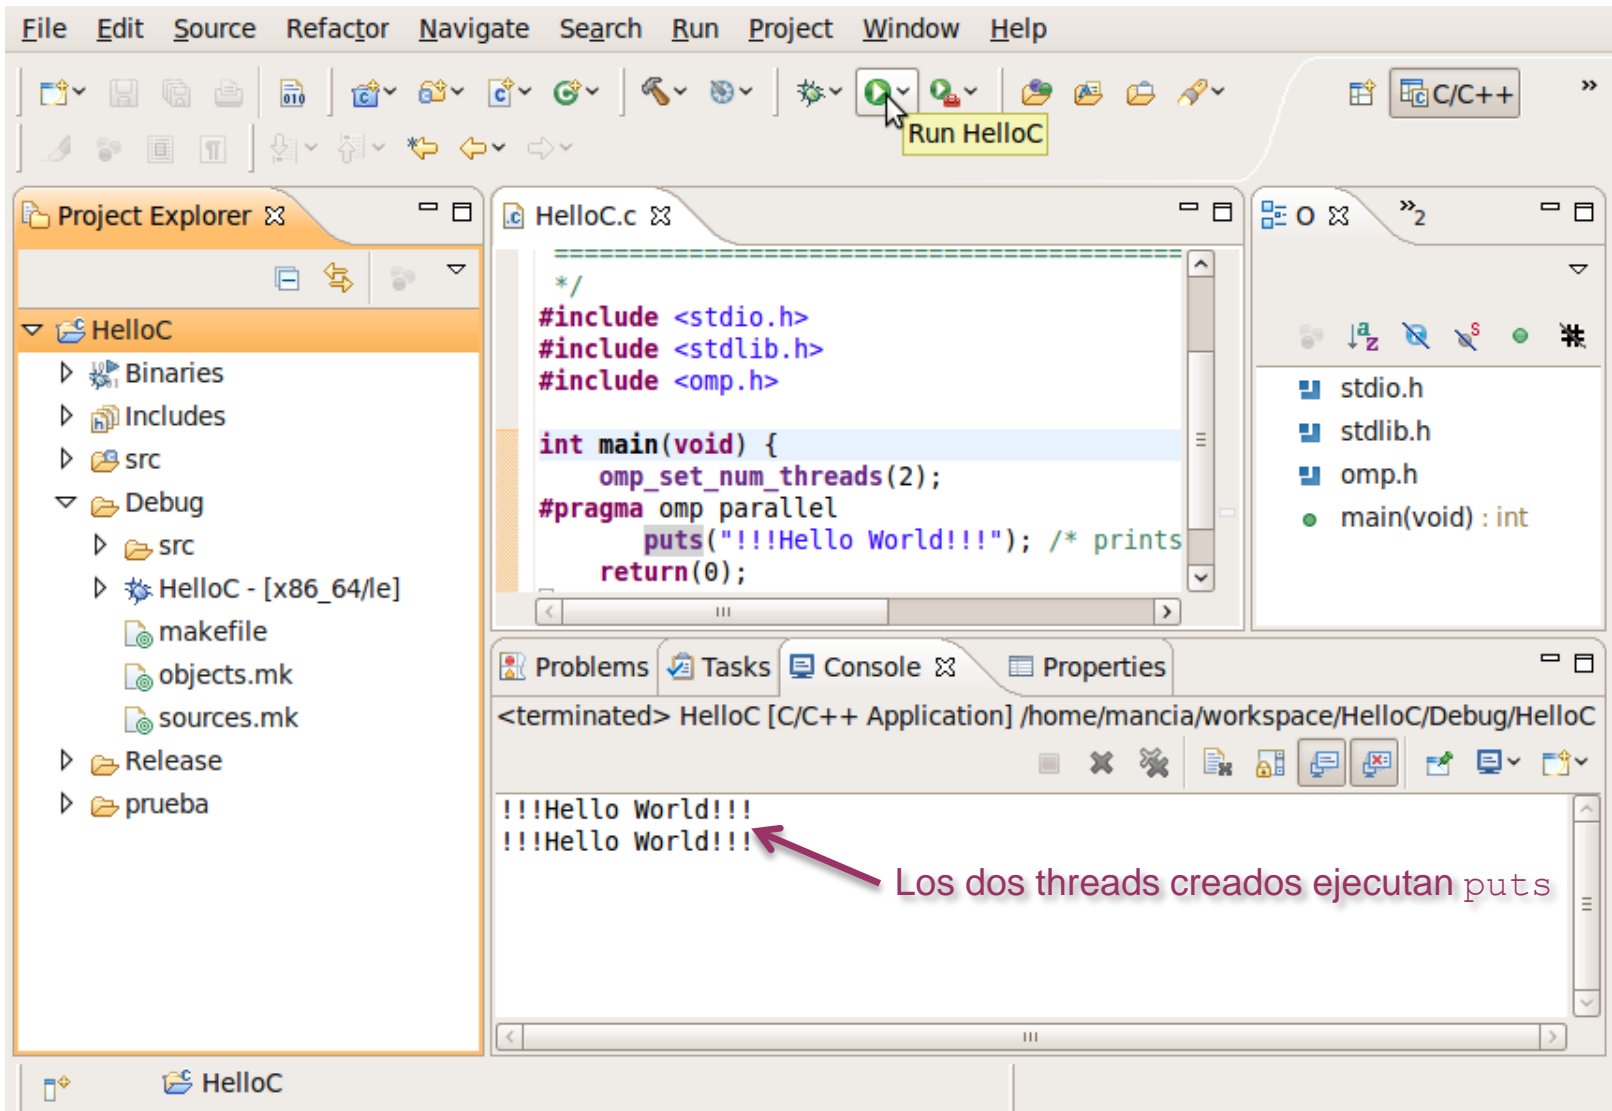 File Edit Source Refactor Navigate Search Run Project Window Help
010
C/C++
»
Run HelloC
Project Explorer
HelloC
Binaries
Includes
src
Debug
src
HelloC - [x86_64/le]
makefile
objects.mk
sources.mk
Release
prueba
HelloC.c
===========================================
*/
#include <stdio.h>
#include <stdlib.h>
#include <omp.h>
int main(void) {
omp_set_num_threads(2);
#pragma omp parallel
puts("!!!Hello World!!!"); /* prints
return(0);
O
»2
stdio.h
stdlib.h
omp.h
main(void) : int
Problems Tasks Console Properties
<terminated> HelloC [C/C++ Application] /home/mancia/workspace/HelloC/Debug/HelloC
!!!Hello World!!!
!!!Hello World!!!
Los dos threads creados ejecutan puts
HelloC